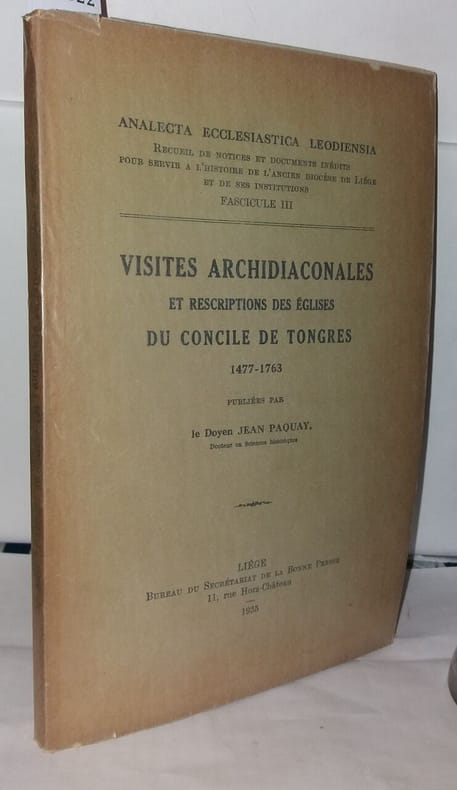 ANALECTA ECCLESIASTICA LEODIENSIA
RECUEIL DE NOTICES ET DOCUMENTS INÉDITS
POUR SERVIR A L'HISTOIRE DE L'ANCIEN DIOCÈSE DE LIÉGE
ET DE SES INSTITUTIONS
FASCICULE III
VISITES ARCHIDIACONALES
ET RESCRIPTIONS DES ÉGLISES
DU CONCILE DE TONGRES
1477-1763
PUBLIÉES PAR
le Doyen JEAN PAQUAY,
Docteur en Sciences historiques
LIÉGE
BUREAU DU SECRÉTARIAT DE LA BONNE PRESSE
11, rue Hors-Château
1935